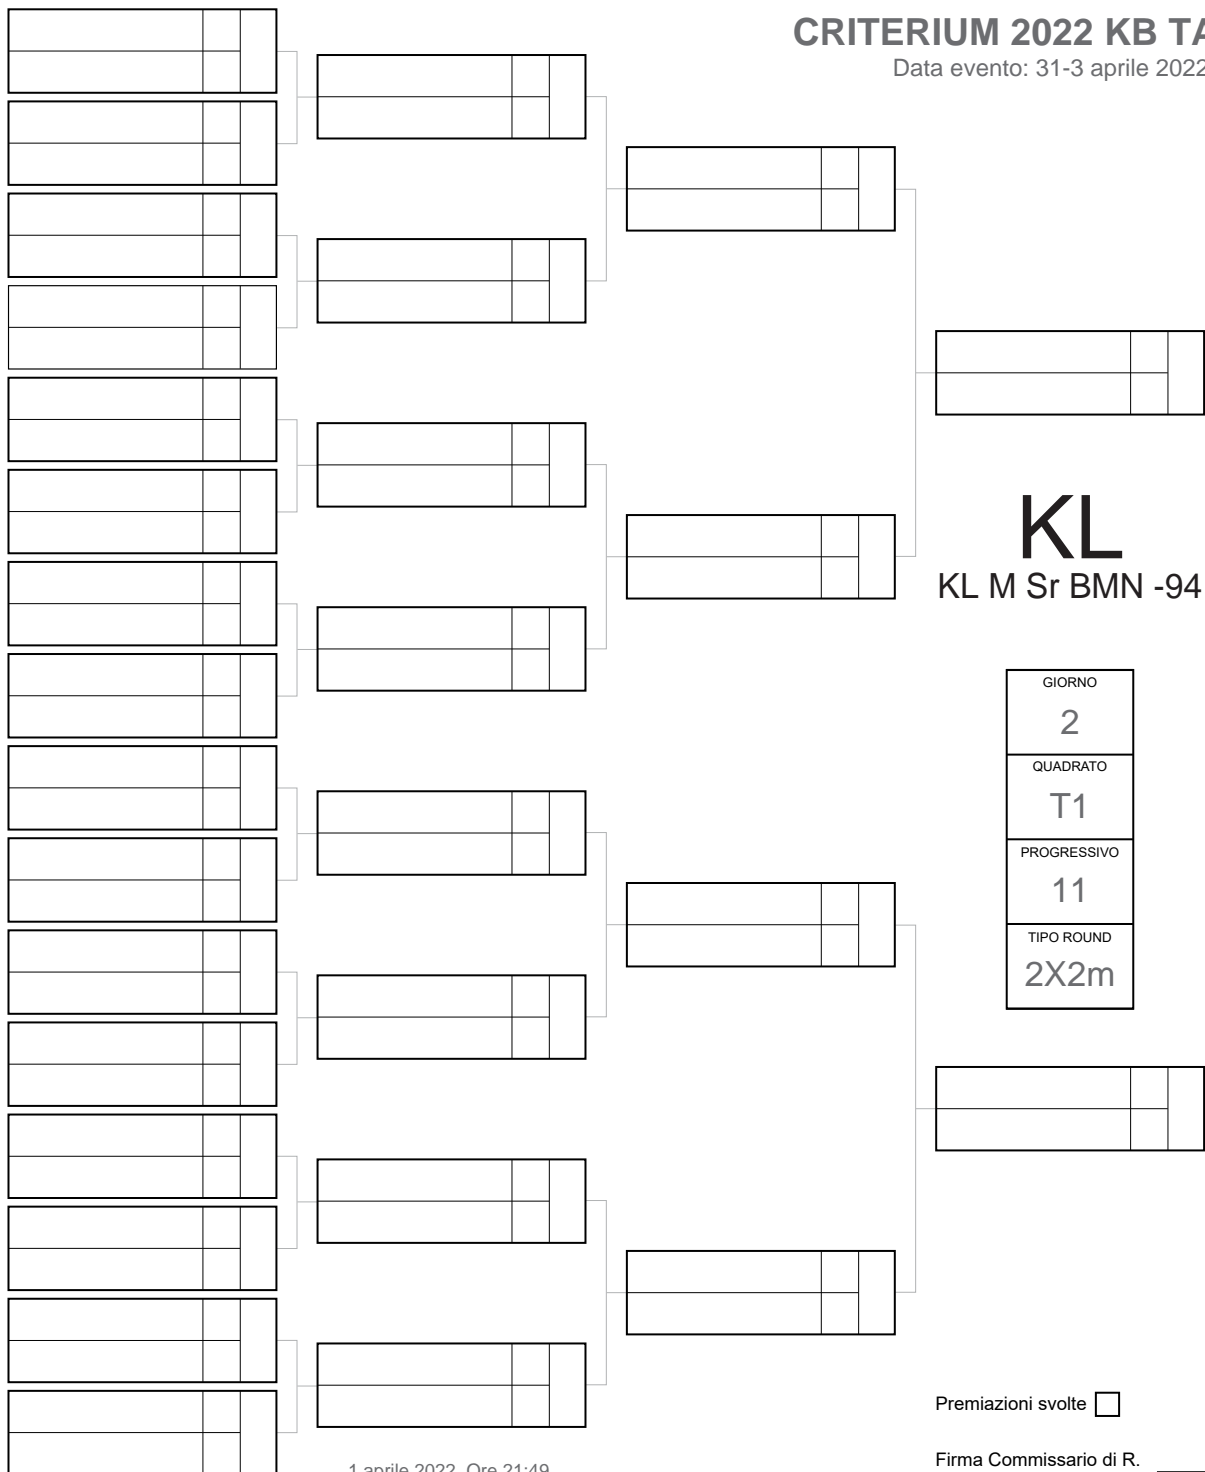 CRITERIUM 2022 KB TA
Data evento: 31-3 aprile 2022
KL
KL M Sr BMN -94
GIORNO
2
QUADRATO
T1
PROGRESSIVO
11
TIPO ROUND
2X2m
Premiazioni svolte
Firma Commissario di R.
1 aprile 2022 Ore 21:49